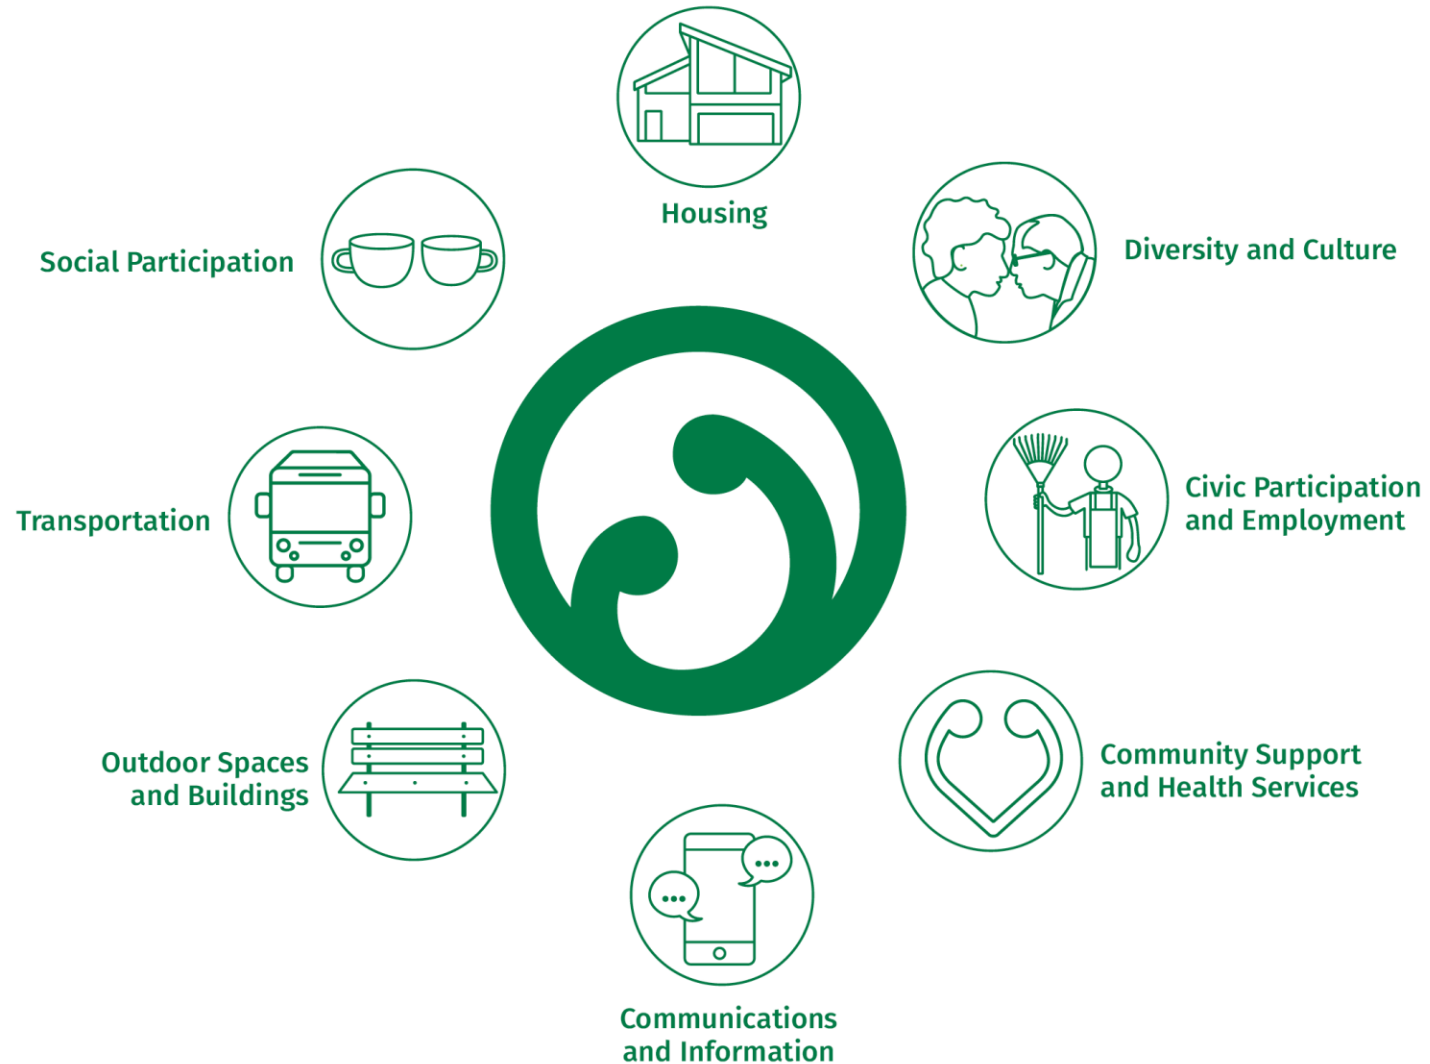 Housing
Diversity and Culture
Social Participation
Civic Participation
and Employment
Transportation
Community Support
and Health Services
Outdoor Spaces
and Buildings
Communications
and Information